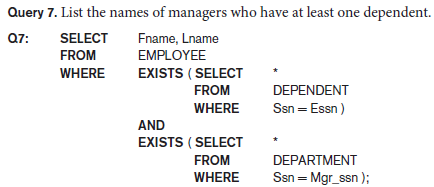 Query 7. List the names of managers who have at least one dependent.
Q7: SELECT Fname, Lname
FROM EMPLOYEE
WHERE EXISTS ( SELECT *
FROM DEPENDENT
WHERE Ssn = Essn )
AND
EXISTS ( SELECT *
FROM DEPARTMENT
WHERE Ssn = Mgr_ssn );